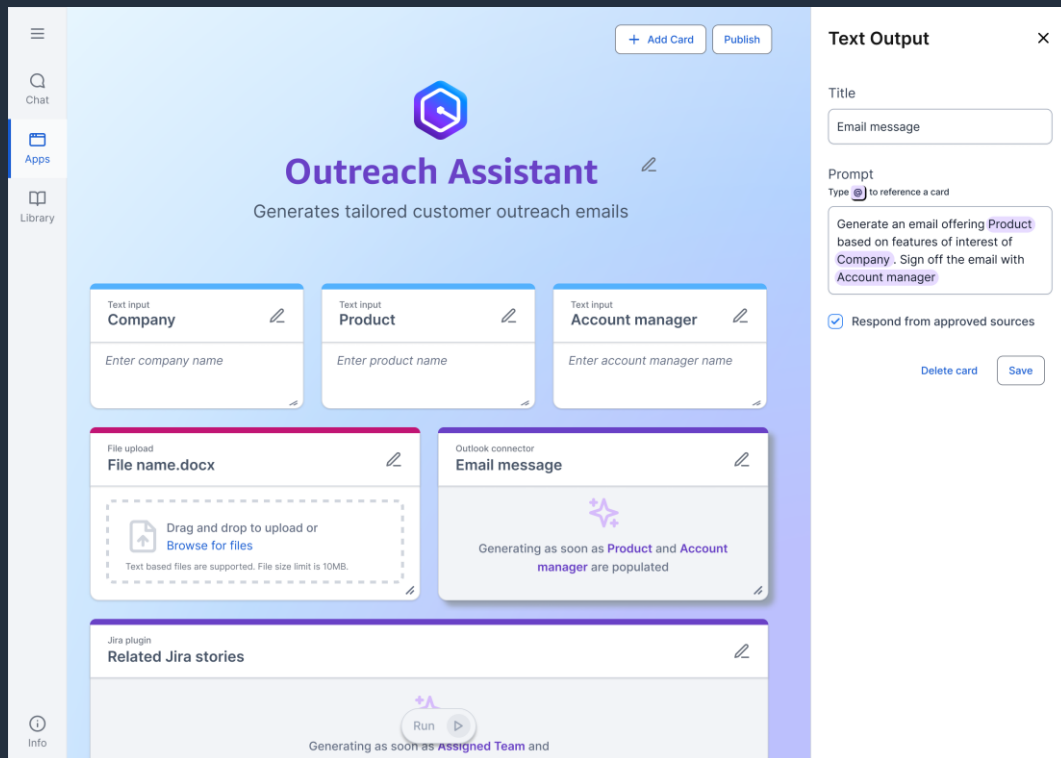 Chat
Apps
Library
Info
+ Add Card
Publish
Outreach Assistant
Generates tailored customer outreach emails
Text input
Company
Enter company name
Text input
Product
Enter product name
Text input
Account manager
Enter account manager name
File upload
File name.docx
Drag and drop to upload or
Browse for files
Text based files are supported. File size limit is 10MB.
Outlook connector
Email message
Generating as soon as Product and Account
manager are populated
Jira plugin
Related Jira stories
Run
Generating as soon as Assigned Team and
Text Output
Title
Email message
Prompt
Type @ to reference a card
Generate an email offering Product
based on features of interest of
Company. Sign off the email with
Account manager
Respond from approved sources
Delete card
Save